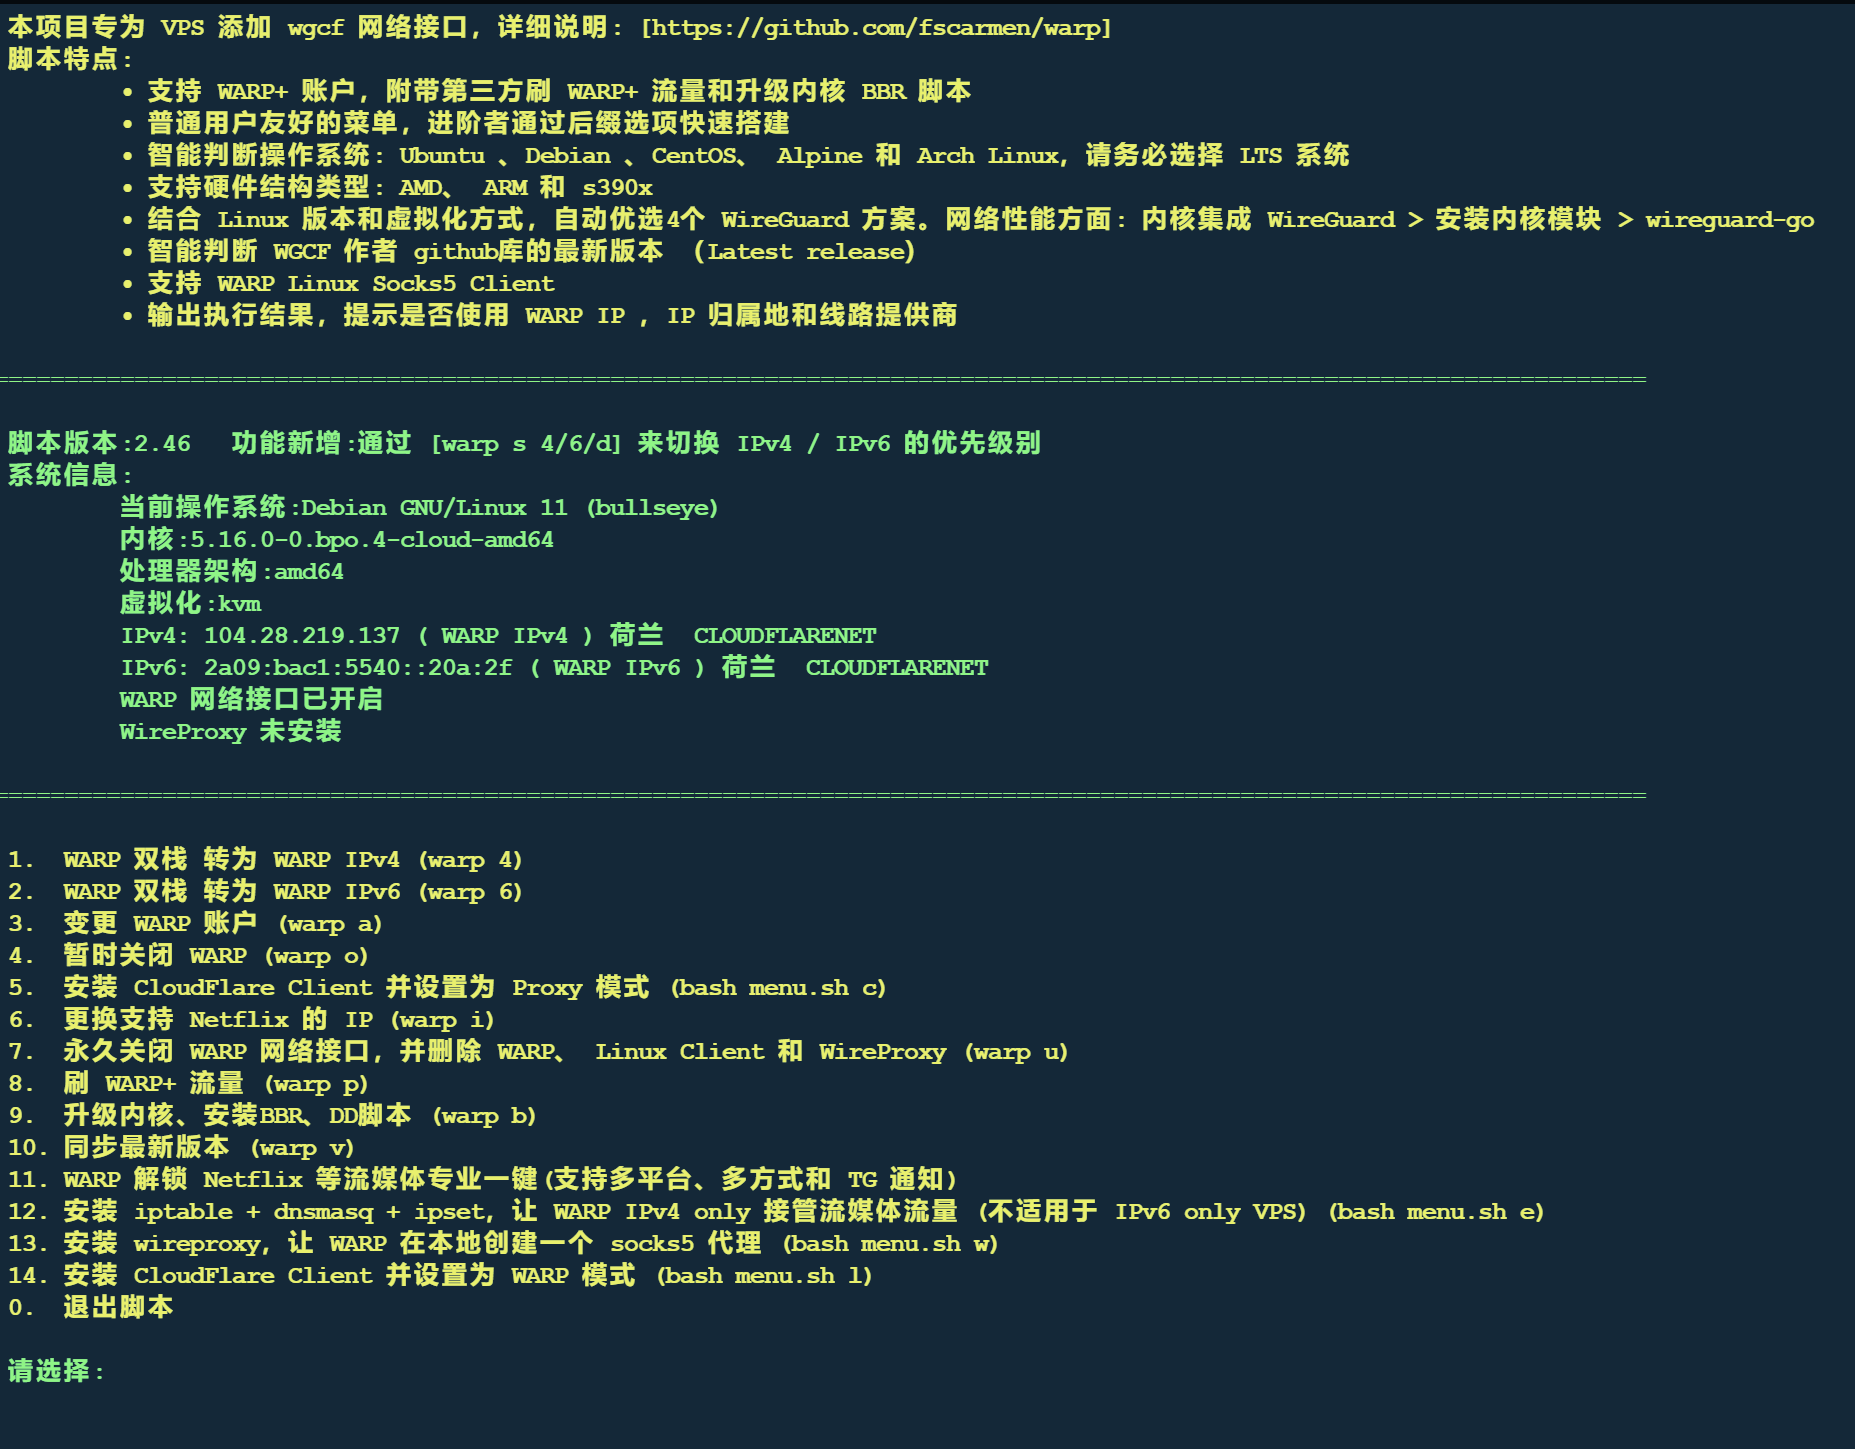 本项目专为 VPS 添加 wgcf 网络接口，详细说明：[https://github.com/fscarmen/warp]
脚本特点：
• 支持 WARP+ 账户，附带第三方刷 WARP+ 流量和升级内核 BBR 脚本
• 普通用户友好的菜单，进阶者通过后缀选项快速搭建
• 智能判断操作系统：Ubuntu 、Debian 、CentOS、 Alpine 和 Arch Linux，请务必选择 LTS 系统
• 支持硬件结构类型：AMD、 ARM 和 s390x
• 结合 Linux 版本和虚拟化方式，自动优选4个 WireGuard 方案。网络性能方面：内核集成 WireGuard > 安装内核模块 > wireguard-go
• 智能判断 WGCF 作者 github库的最新版本 （Latest release）
• 支持 WARP Linux Socks5 Client
• 输出执行结果，提示是否使用 WARP IP ，IP 归属地和线路提供商
======================================================================================================================
脚本版本:2.46  功能新增:通过 [warp s 4/6/d] 来切换 IPv4 / IPv6 的优先级别
系统信息:
当前操作系统:Debian GNU/Linux 11 (bullseye)
内核:5.16.0-0.bpo.4-cloud-amd64
处理器架构:amd64
虚拟化:kvm
IPv4: 104.28.219.137 ( WARP IPv4 ) 荷兰  CLOUDFLARENET
IPv6: 2a09:bac1:5540::20a:2f ( WARP IPv6 ) 荷兰  CLOUDFLARENET
WARP 网络接口已开启
WireProxy 未安装
======================================================================================================================
1.  WARP 双栈 转为 WARP IPv4 (warp 4)
2.  WARP 双栈 转为 WARP IPv6 (warp 6)
3.  变更 WARP 账户 (warp a)
4.  暂时关闭 WARP (warp o)
5.  安装 CloudFlare Client 并设置为 Proxy 模式 (bash menu.sh c)
6.  更换支持 Netflix 的 IP (warp i)
7.  永久关闭 WARP 网络接口，并删除 WARP、 Linux Client 和 WireProxy (warp u)
8.  刷 WARP+ 流量 (warp p)
9.  升级内核、安装BBR、DD脚本 (warp b)
10. 同步最新版本 (warp v)
11. WARP 解锁 Netflix 等流媒体专业一键(支持多平台、多方式和 TG 通知)
12. 安装 iptable + dnsmasq + ipset，让 WARP IPv4 only 接管流媒体流量 (不适用于 IPv6 only VPS) (bash menu.sh e)
13. 安装 wireproxy，让 WARP 在本地创建一个 socks5 代理 (bash menu.sh w)
14. 安装 CloudFlare Client 并设置为 WARP 模式 (bash menu.sh l)
0.  退出脚本
请选择: